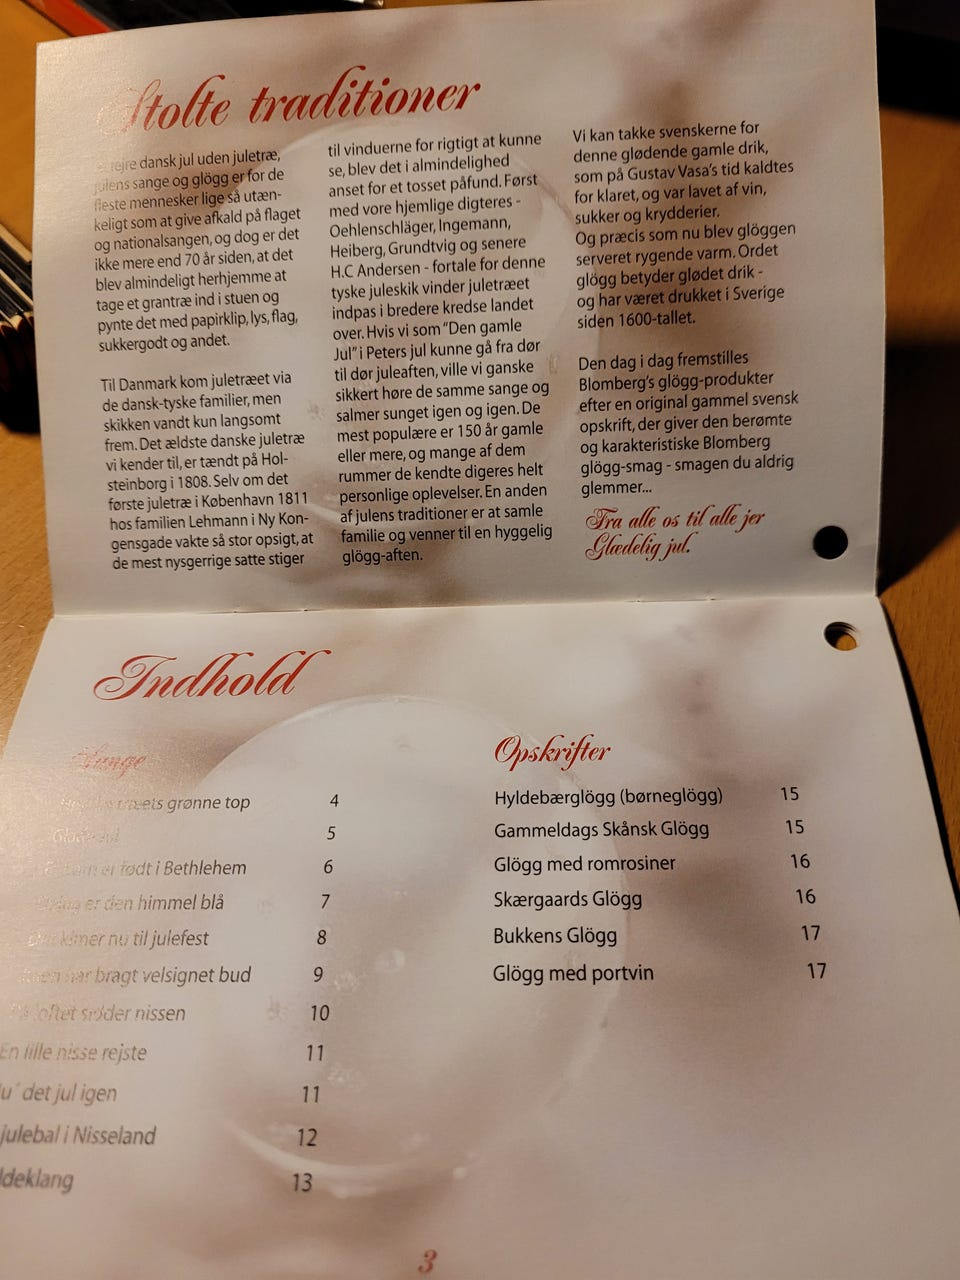 Stolte traditioner
rejre dansk jul uden juletræ,
julens sange og glögg er for de
fleste mennesker lige så utæn-
keligt som at give afkald på flaget
og nationalsangen, og dog er det
ikke mere end 70 år siden, at det
blev almindeligt herhjemme at
tage et grantræ ind i stuen og
pynte det med papirklip, lys, flag,
sukkergodt og andet.
Til Danmark kom juletræet via
de dansk-tyske familier, men
skikken vandt kun langsomt
frem. Det ældste danske juletræ
vi kender til, er tændt på Hol-
steinborg i 1808. Selv om det
første juletræ i København 1811
hos familien Lehmann i Ny Kon-
gensgade vakte så stor opsigt, at
de mest nysgerrige satte stiger
til vinduerne for rigtigt at kunne
se, blev det i almindelighed
anset for et tosset påfund. Først
med vore hjemlige digteres -
Oehlenschläger, Ingemann,
Heiberg, Grundtvig og senere
H.C Andersen - fortale for denne
tyske juleskik vinder juletræet
indpas i bredere kredse landet
over. Hvis vi som "Den gamle
Jul" i Peters jul kunne gå fra dør
til dør juleaften, ville vi ganske
sikkert høre de samme sange og
salmer sunget igen og igen. De
mest populære er 150 år gamle
eller mere, og mange af dem
rummer de kendte digeres helt
personlige oplevelser. En anden
af julens traditioner er at samle
familie og venner til en hyggelig
glögg-aften.
Vi kan takke svenskerne for
denne glødende gamle drik,
som på Gustav Vasa's tid kaldtes
for klaret, og var lavet af vin,
sukker og krydderier.
Og præcis som nu blev glöggen
serveret rygende varm. Ordet
glögg betyder glødet drik -
og har været drukket i Sverige
siden 1600-tallet.
Den dag i dag fremstilles
Blomberg's glögg-produkter
efter en original gammel svensk
opskrift, der giver den berømte
og karakteristiske Blomberg
glögg-smag - smagen du aldrig
glemmer...
Fra alle os til alle jer
Glædelig jul.
Indhold
Sange
træets grønne top 4
5
er født i Bethlehem 6
er den himmel blå 7
kimer nu til julefest 8
har bragt velsignet bud 9
loftet sidder nissen 10
En lille nisse rejste 11
det jul igen 11
julebal i Nisseland 12
deklang 13
Opskrifter
Hyldebærglögg (børneglögg) 15
Gammeldags Skånsk Glögg 15
Glögg med romrosiner 16
Skærgaards Glögg 16
Bukkens Glögg 17
Glögg med portvin 17
3